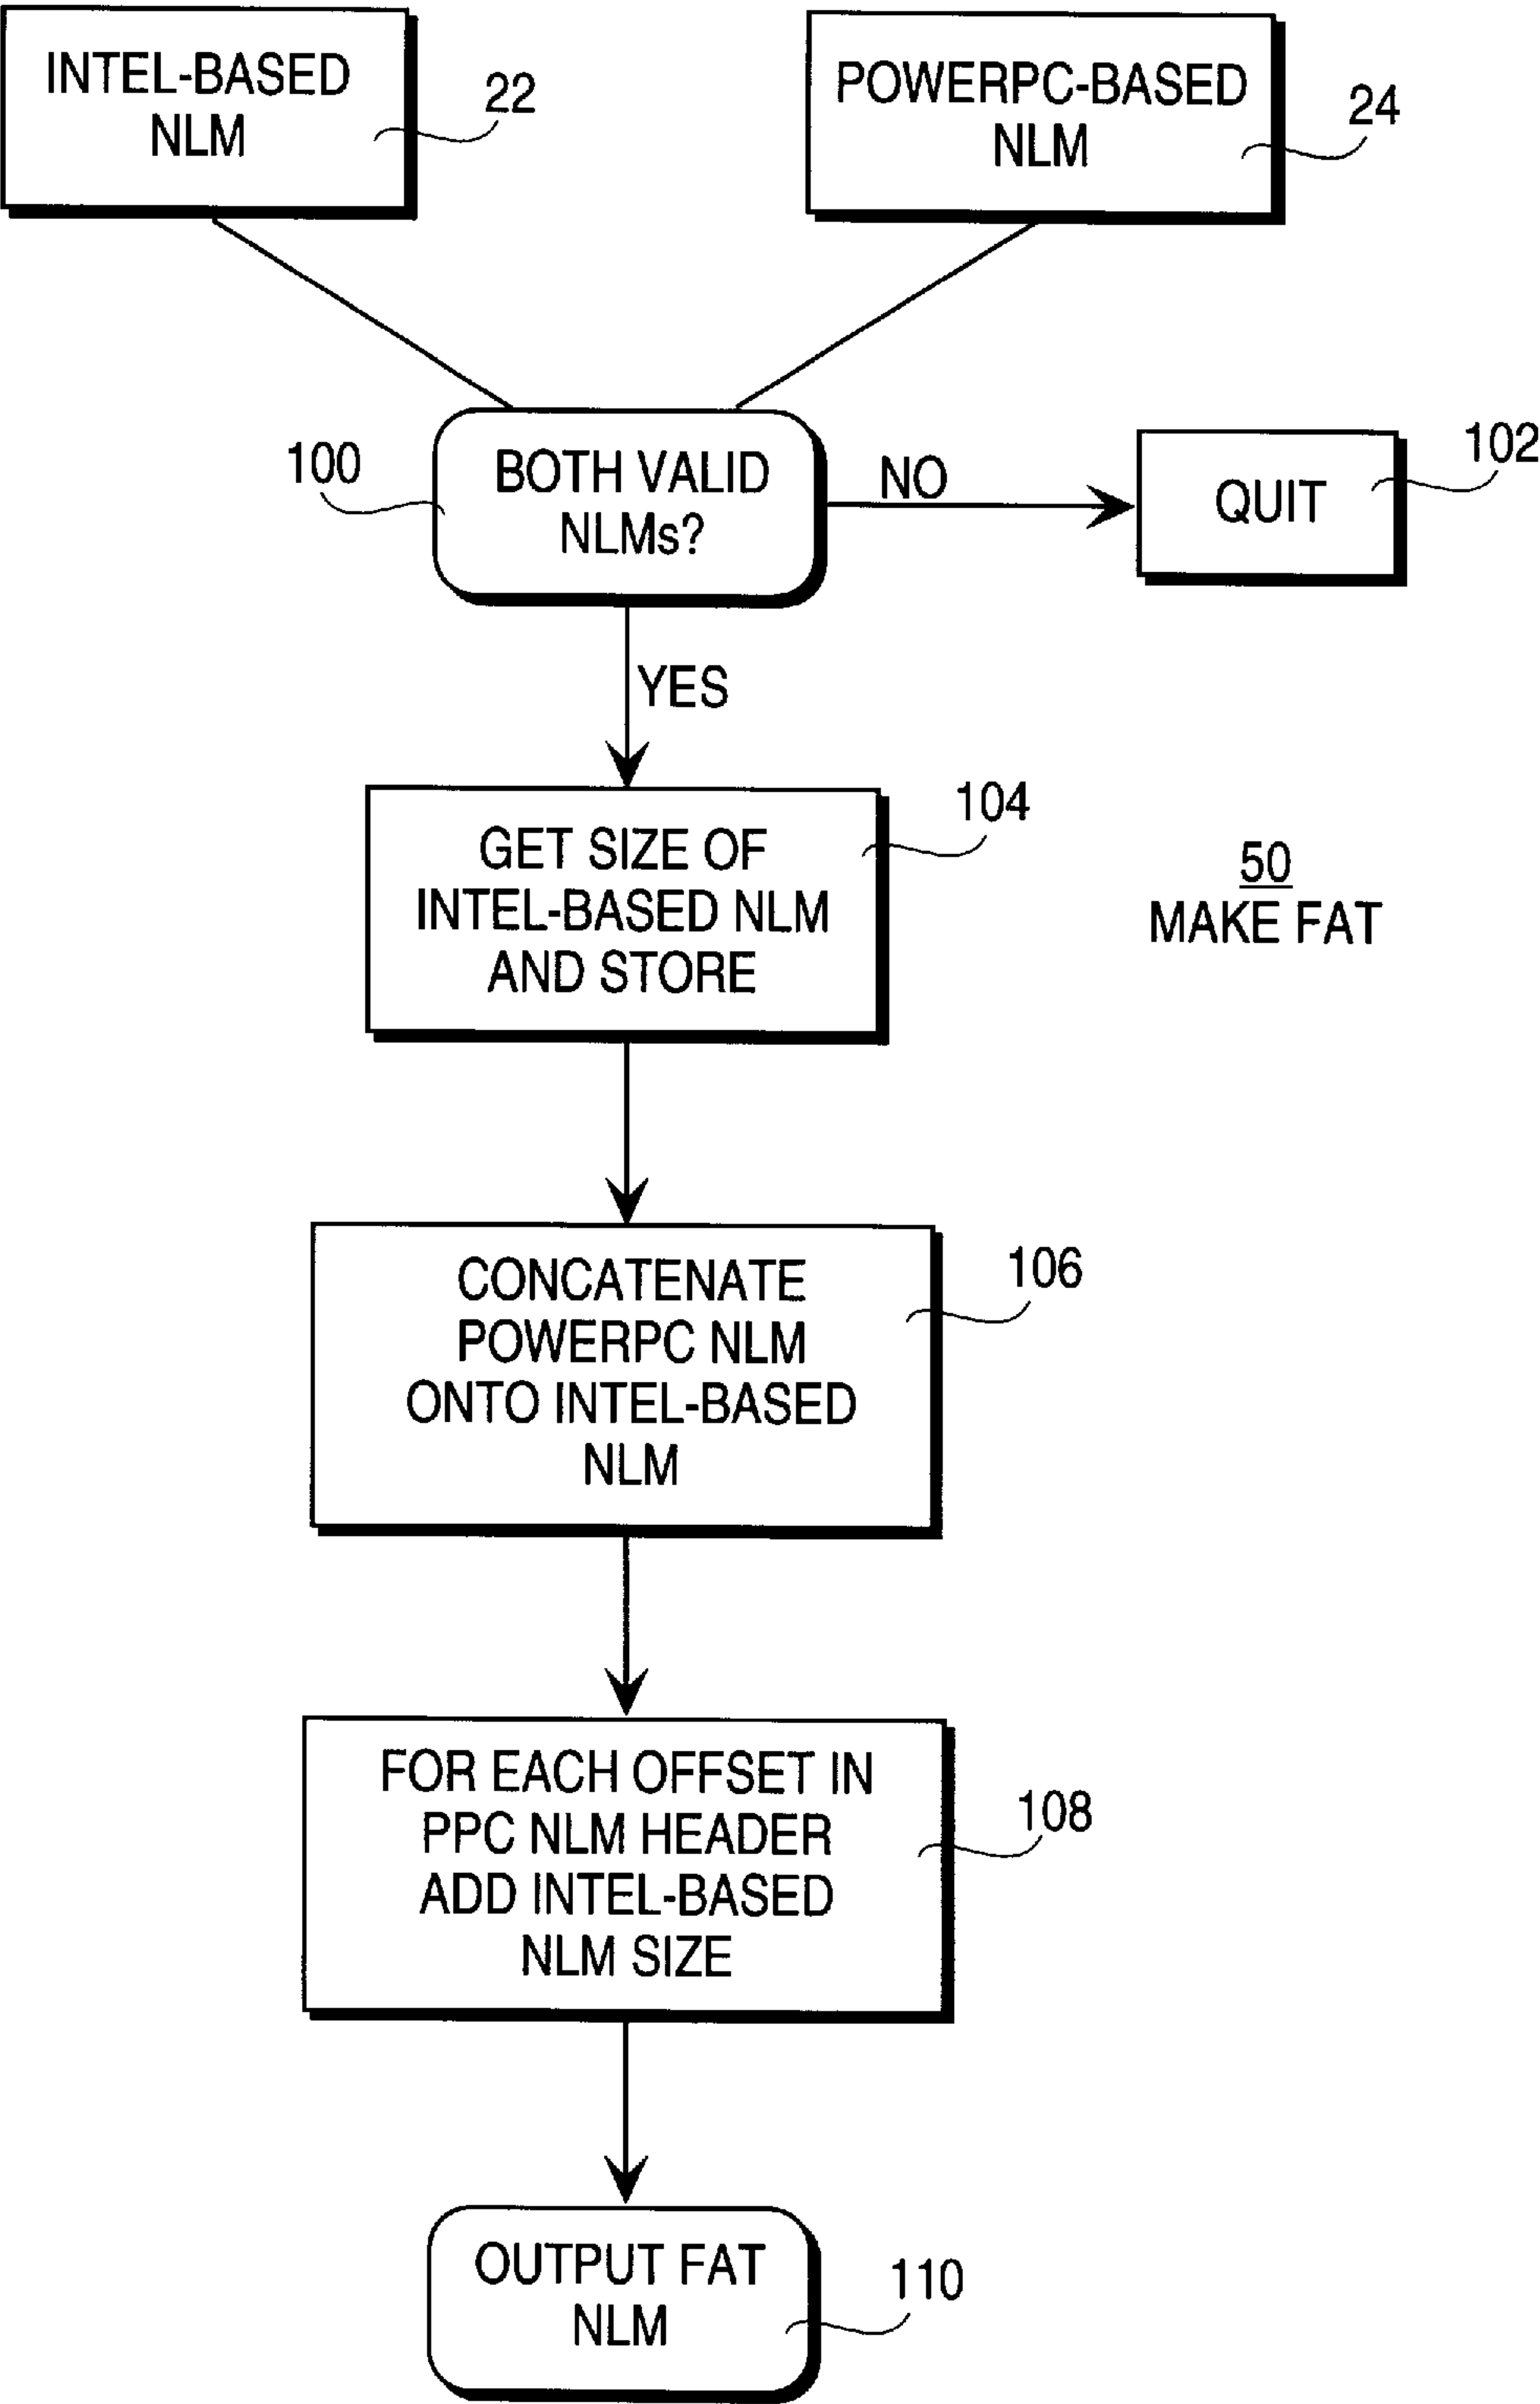 INTEL-BASED
NLM
22
POWERPC-BASED
NLM
24
100
BOTH VALID
NLMs?
NO
QUIT
102
YES
GET SIZE OF
INTEL-BASED NLM
AND STORE
104
50
MAKE FAT
CONCATENATE
POWERPC NLM
ONTO INTEL-BASED
NLM
106
FOR EACH OFFSET IN
PPC NLM HEADER
ADD INTEL-BASED
NLM SIZE
108
OUTPUT FAT
NLM
110